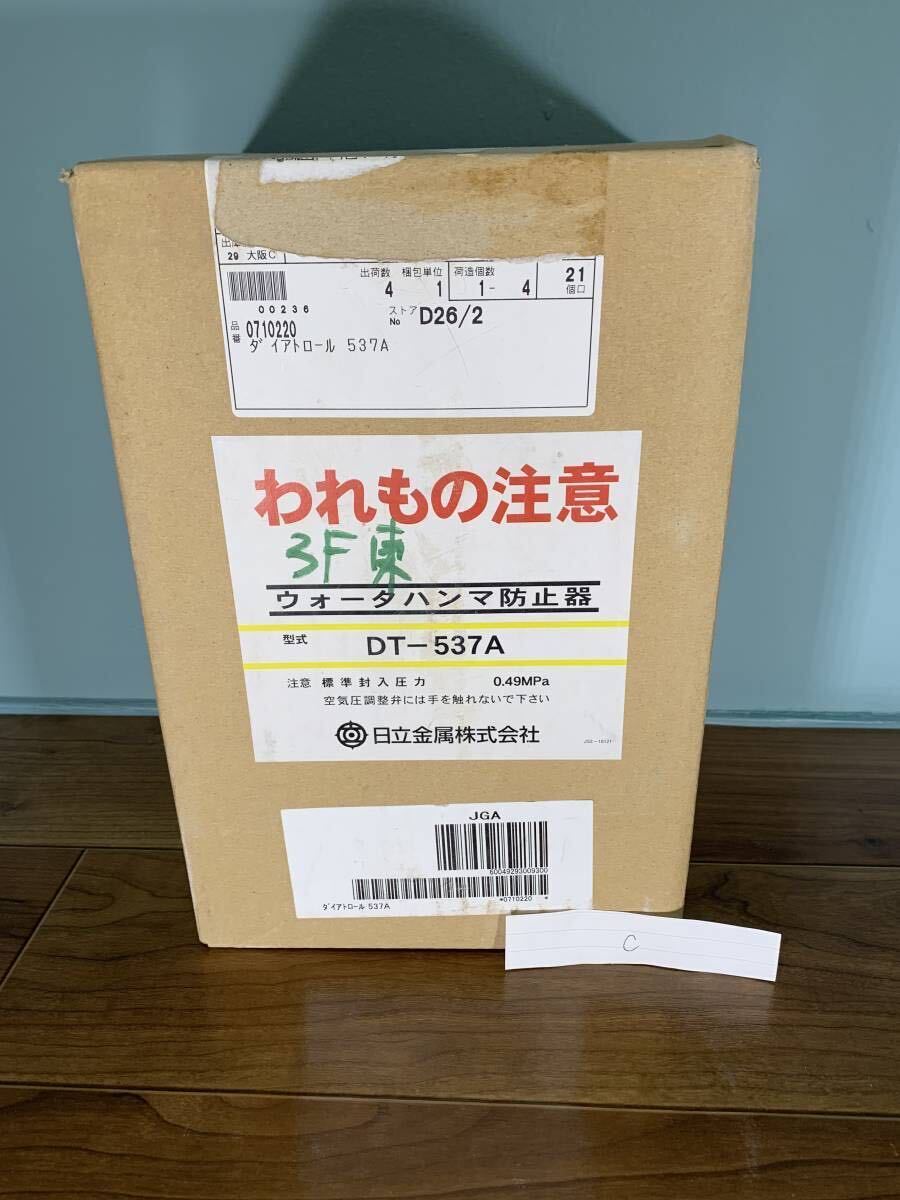 29 大阪C
出荷数 梱包単位 荷造個数
4 1 1- 4 21
個口
00236
ストアNo D26/2
品番 0710220
ダイアトロール 537A
われもの注意
3F東
ウォータハンマ防止器
型式 DT-537A
注意 標準封入圧力 0.49MPa
空気圧調整弁には手を触れないで下さい
日立金属株式会社
JGA
60049293009300
*0710220 *
ダイアトロール 537A
C